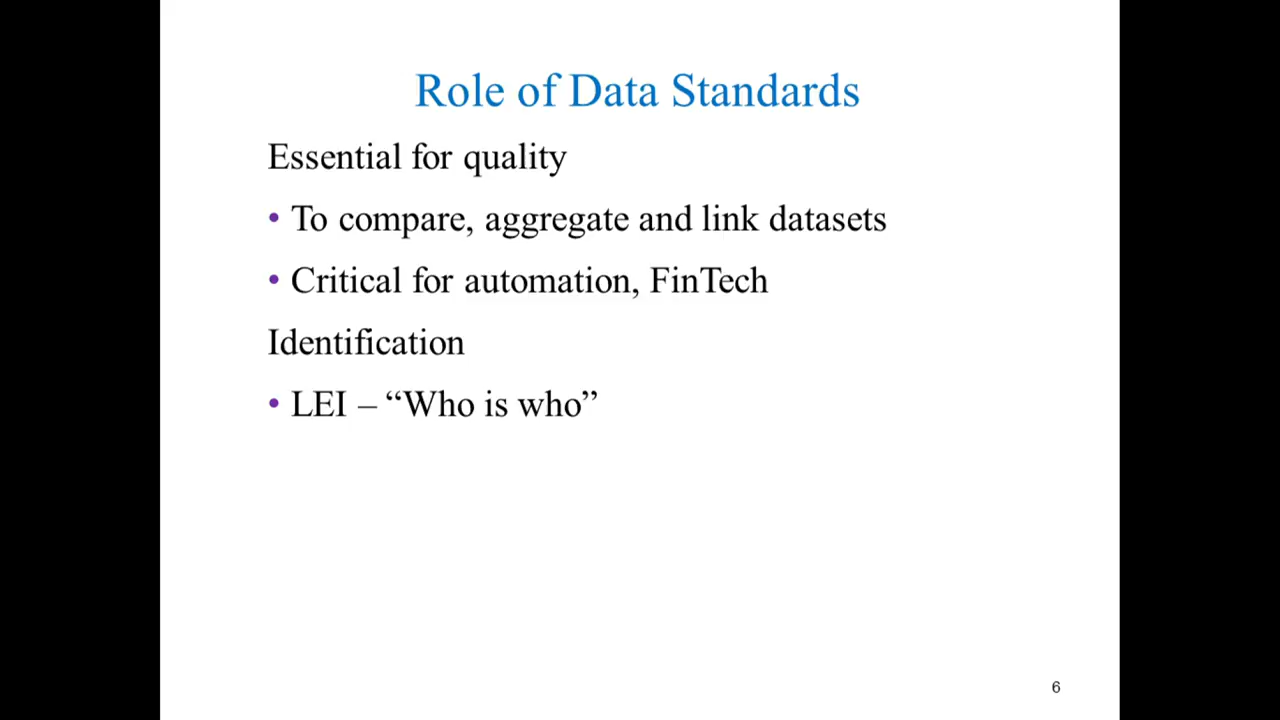 Role of Data Standards
Essential for quality
• To compare, aggregate and link datasets
• Critical for automation, FinTech
Identification
• LEI – “Who is who”
6